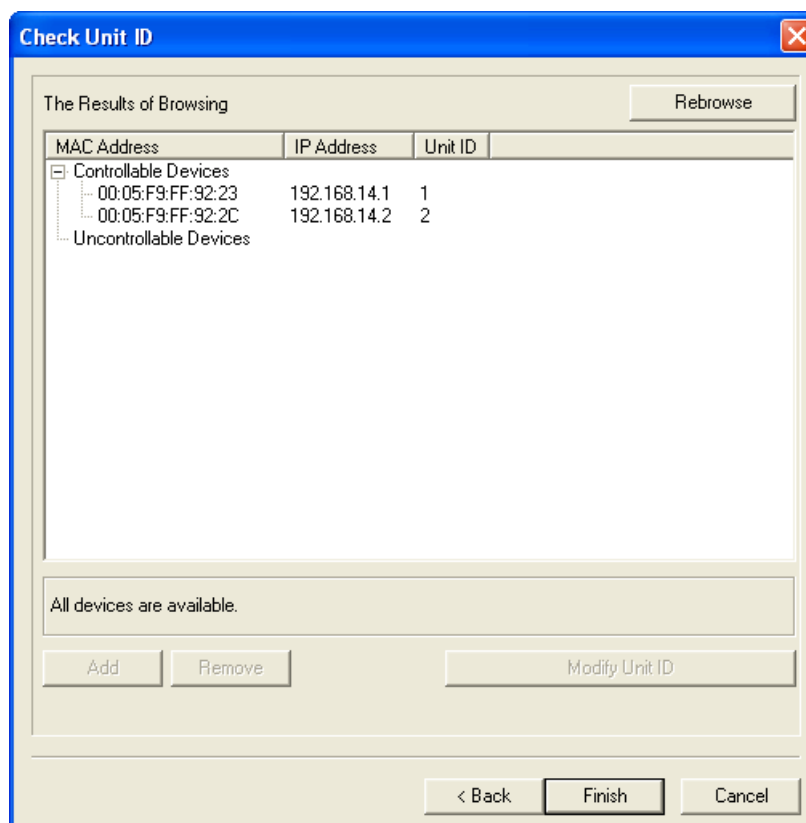 Check Unit ID
The Results of Browsing
Rebrowse
MAC Address IP Address Unit ID
Controllable Devices
00:05:F9:FF:92:23 192.168.14.1 1
00:05:F9:FF:92:2C 192.168.14.2 2
Uncontrollable Devices
All devices are available.
Add Remove Modify Unit ID
< Back Finish Cancel